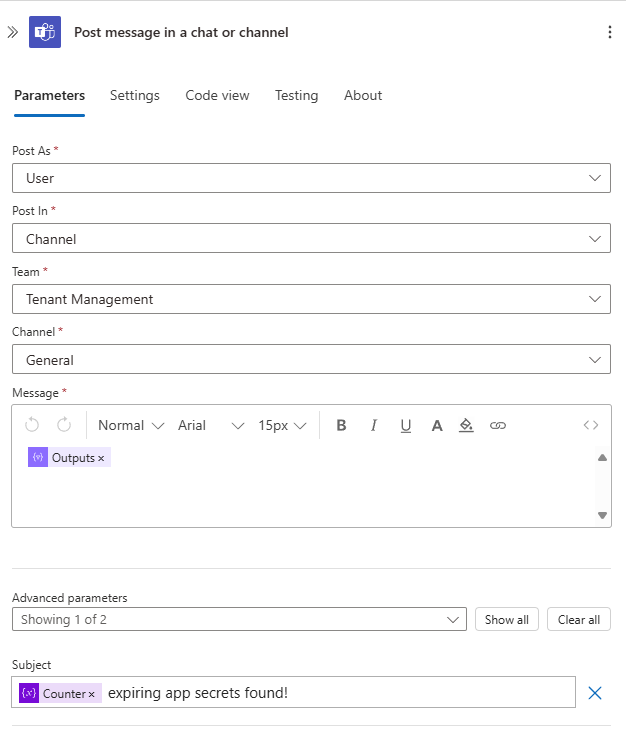 Post message in a chat or channel
Parameters Settings Code view Testing About
Post As *
User
Post In *
Channel
Team *
Tenant Management
Channel *
General
Message *
Normal Arial 15px B I U A <>
{v} Outputs ×
Advanced parameters
Showing 1 of 2 Show all Clear all
Subject
{x} Counter × expiring app secrets found!